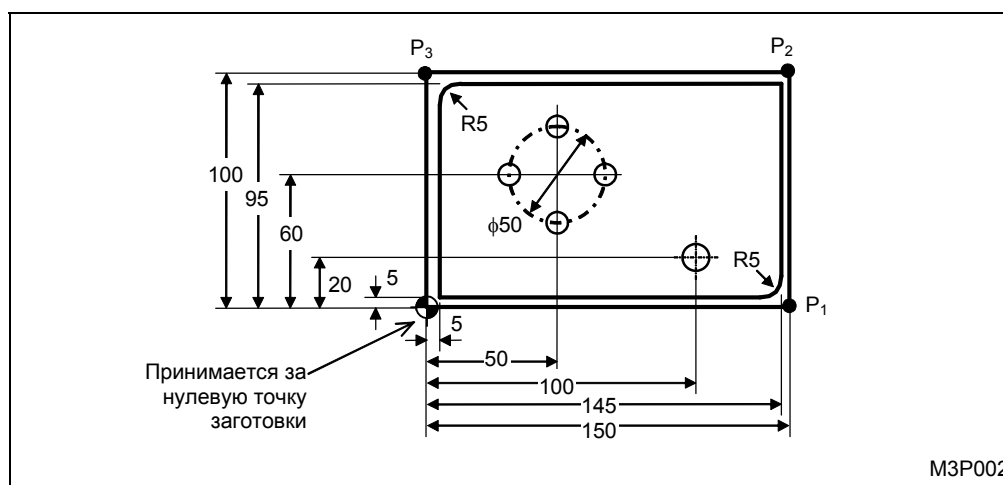 P3
P2
R5
100
95
60
ϕ50
20
5
R5
P1
5
50
Принимается за
нулевую точку
заготовки
100
145
150
M3P002